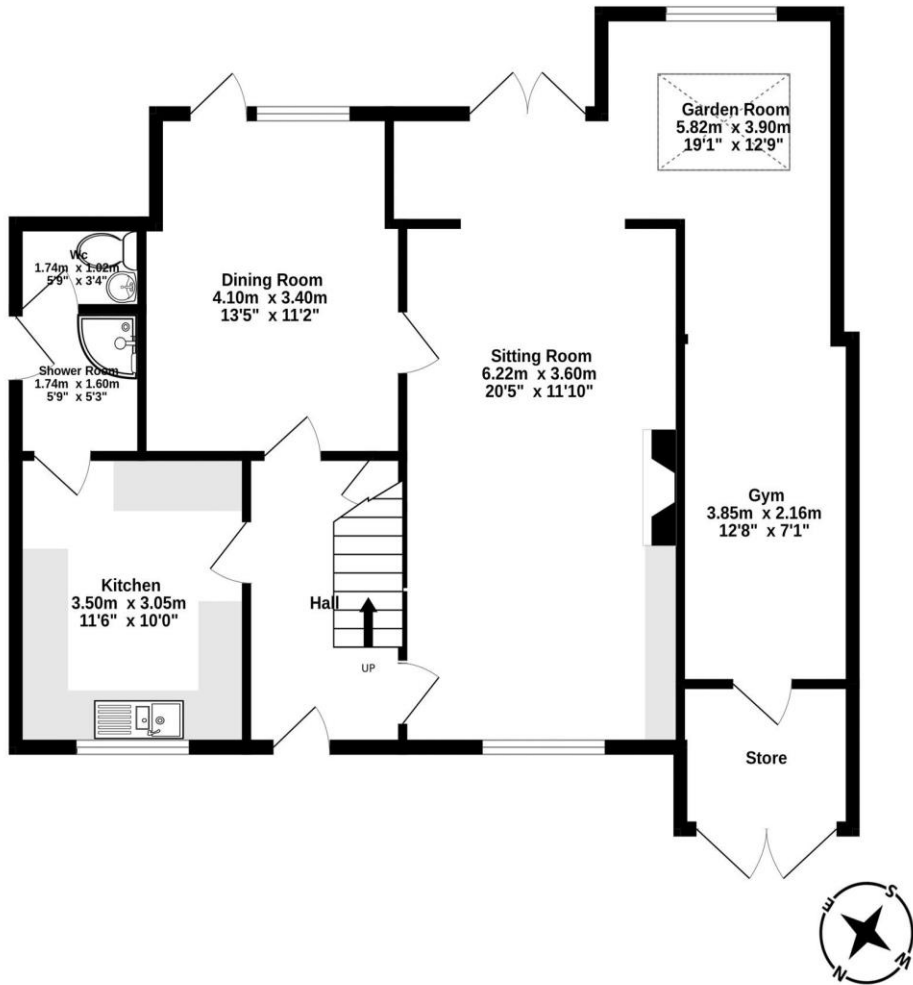 Garden Room
5.82m x 3.90m
19'1" x 12'9"
Wc
1.74m x 1.02m
5'9" x 3'4"
Dining Room
4.10m x 3.40m
13'5" x 11'2"
Shower Room
1.74m x 1.60m
5'9" x 5'3"
Sitting Room
6.22m x 3.60m
20'5" x 11'10"
Gym
3.85m x 2.16m
12'8" x 7'1"
Kitchen
3.50m x 3.05m
11'6" x 10'0"
Hall
UP
Store
S
E
W
N